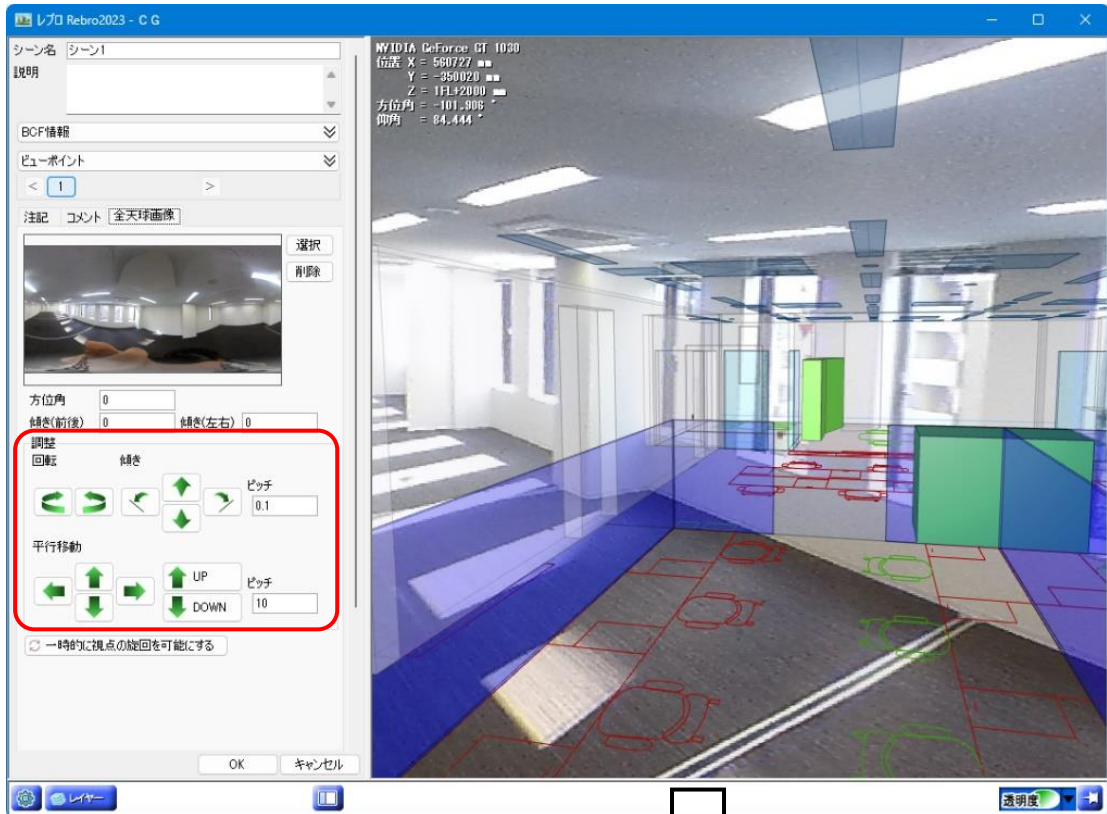 レブロ Rebro2023 - ＣＧ
シーン名 シーン1
説明
BCF情報
ビューポイント
< 1 >
注記 コメント 全天球画像
選択
削除
方位角 0
傾き(前後) 0 傾き(左右) 0
調整
回転 傾き
ピッチ
0.1
平行移動
UP
DOWN
ピッチ
10
一時的に視点の旋回を可能にする
OK キャンセル
レイヤー
NVIDIA GeForce GT 1030
位置 X = 560727 mm
Y = -350020 mm
Z = 1FL+2000 mm
方位角 = -101.906 °
仰角 = 84.444 °
透明度